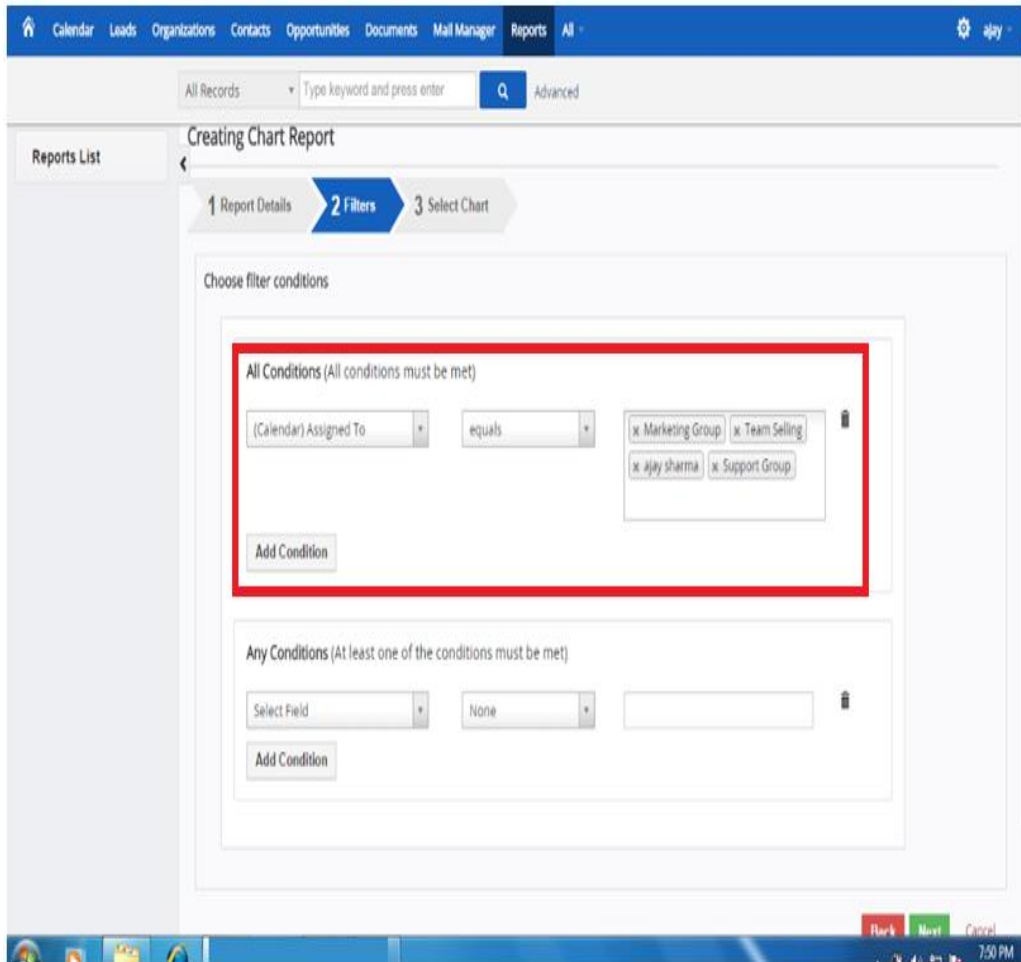 Calendar Leads Organizations Contacts Opportunities Documents Mail Manager Reports All ajay
All Records Type keyword and press enter Advanced
Creating Chart Report
Reports List
1 Report Details 2 Filters 3 Select Chart
Choose filter conditions
All Conditions (All conditions must be met)
(Calendar) Assigned To equals x Marketing Group x Team Selling
x ajay sharma x Support Group
Add Condition
Any Conditions (At least one of the conditions must be met)
Select Field None
Add Condition
Back Next Cancel
7:50 PM